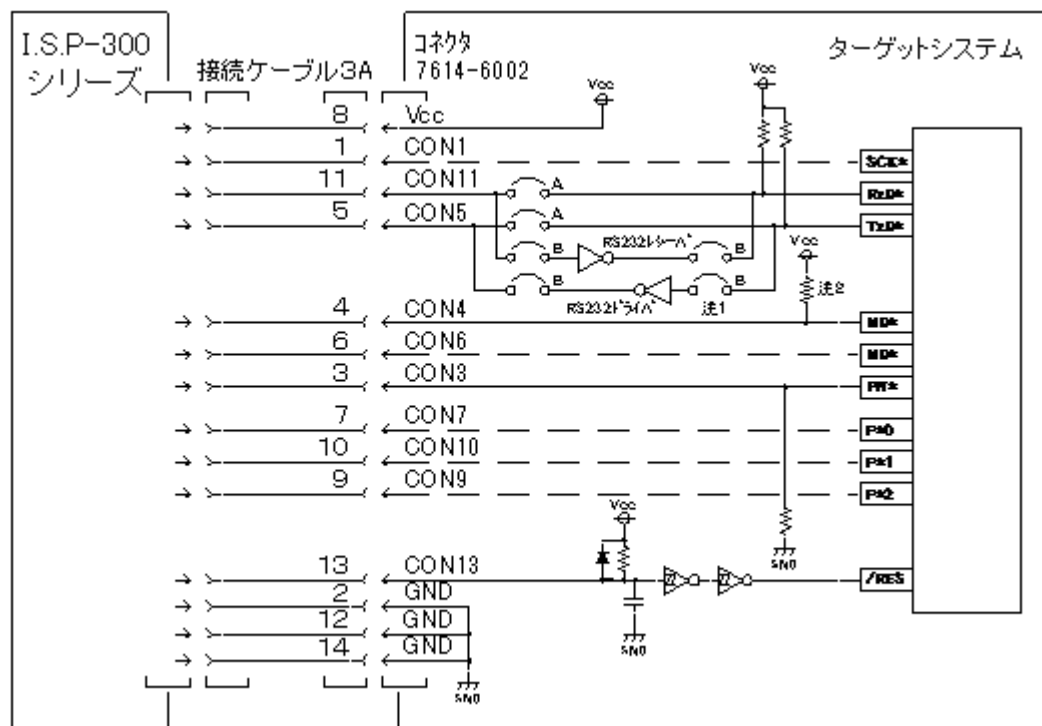 I.S.P-300
シリーズ
接続ケーブル3A
コネクタ
7614-6002
ターゲットシステム
Vcc
Vcc
8 Vcc
1 CON1 SCK*
11 CON11 A RxD*
5 CON5 A TxD*
B RS232レシーバ B
Vcc
B RS232ドライバ 注1 B
注2
4 CON4 MD*
6 CON6 MD*
3 CON3 PN*
7 CON7 P*0
10 CON10 P*1
9 CON9 P*2
Vcc
GND
13 CON13 /RES
2 GND
12 GND
14 GND
GND
GND